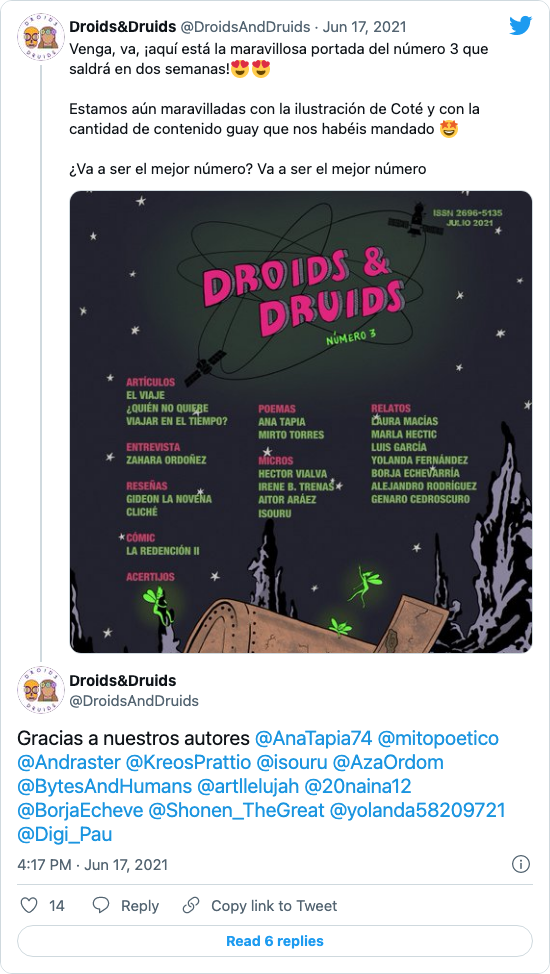 Droids&Druids @DroidsAndDruids · Jun 17, 2021
Venga, va, ¡aquí está la maravillosa portada del número 3 que
saldrá en dos semanas!😍😍
Estamos aún maravilladas con la ilustración de Coté y con la
cantidad de contenido guay que nos habéis mandado 🤩
¿Va a ser el mejor número? Va a ser el mejor número
ISSN 2696-5135
JULIO 2021
DROIDS &
DRUIDS
NÚMERO 3
ARTÍCULOS
EL VIAJE
¿QUIÉN NO QUIERE
VIAJAR EN EL TIEMPO?
ENTREVISTA
ZAHARA ORDOÑEZ
RESEÑAS
GIDEON LA NOVENA
CLICHÉ
CÓMIC
LA REDENCIÓN II
ACERTIJOS
POEMAS
ANA TAPIA
MIRTO TORRES
MICROS
HECTOR VIALVA
IRENE B. TRENAS
AITOR ARÁEZ
ISOURU
RELATOS
LAURA MACÍAS
MARLA HECTIC
LUIS GARCÍA
YOLANDA FERNÁNDEZ
BORJA ECHEVARRÍA
ALEJANDRO RODRÍGUEZ
GENARO CEDROSCURO
DROIDS
DRUIDS
Droids&Druids
@DroidsAndDruids
Gracias a nuestros autores @AnaTapia74 @mitopoetico
@Andraster @KreosPrattio @isouru @AzaOrdom
@BytesAndHumans @artllelujah @20naina12
@BorjaEcheve @Shonen_TheGreat @yolanda58209721
@Digi_Pau
4:17 PM · Jun 17, 2021
14 Reply Copy link to Tweet
Read 6 replies